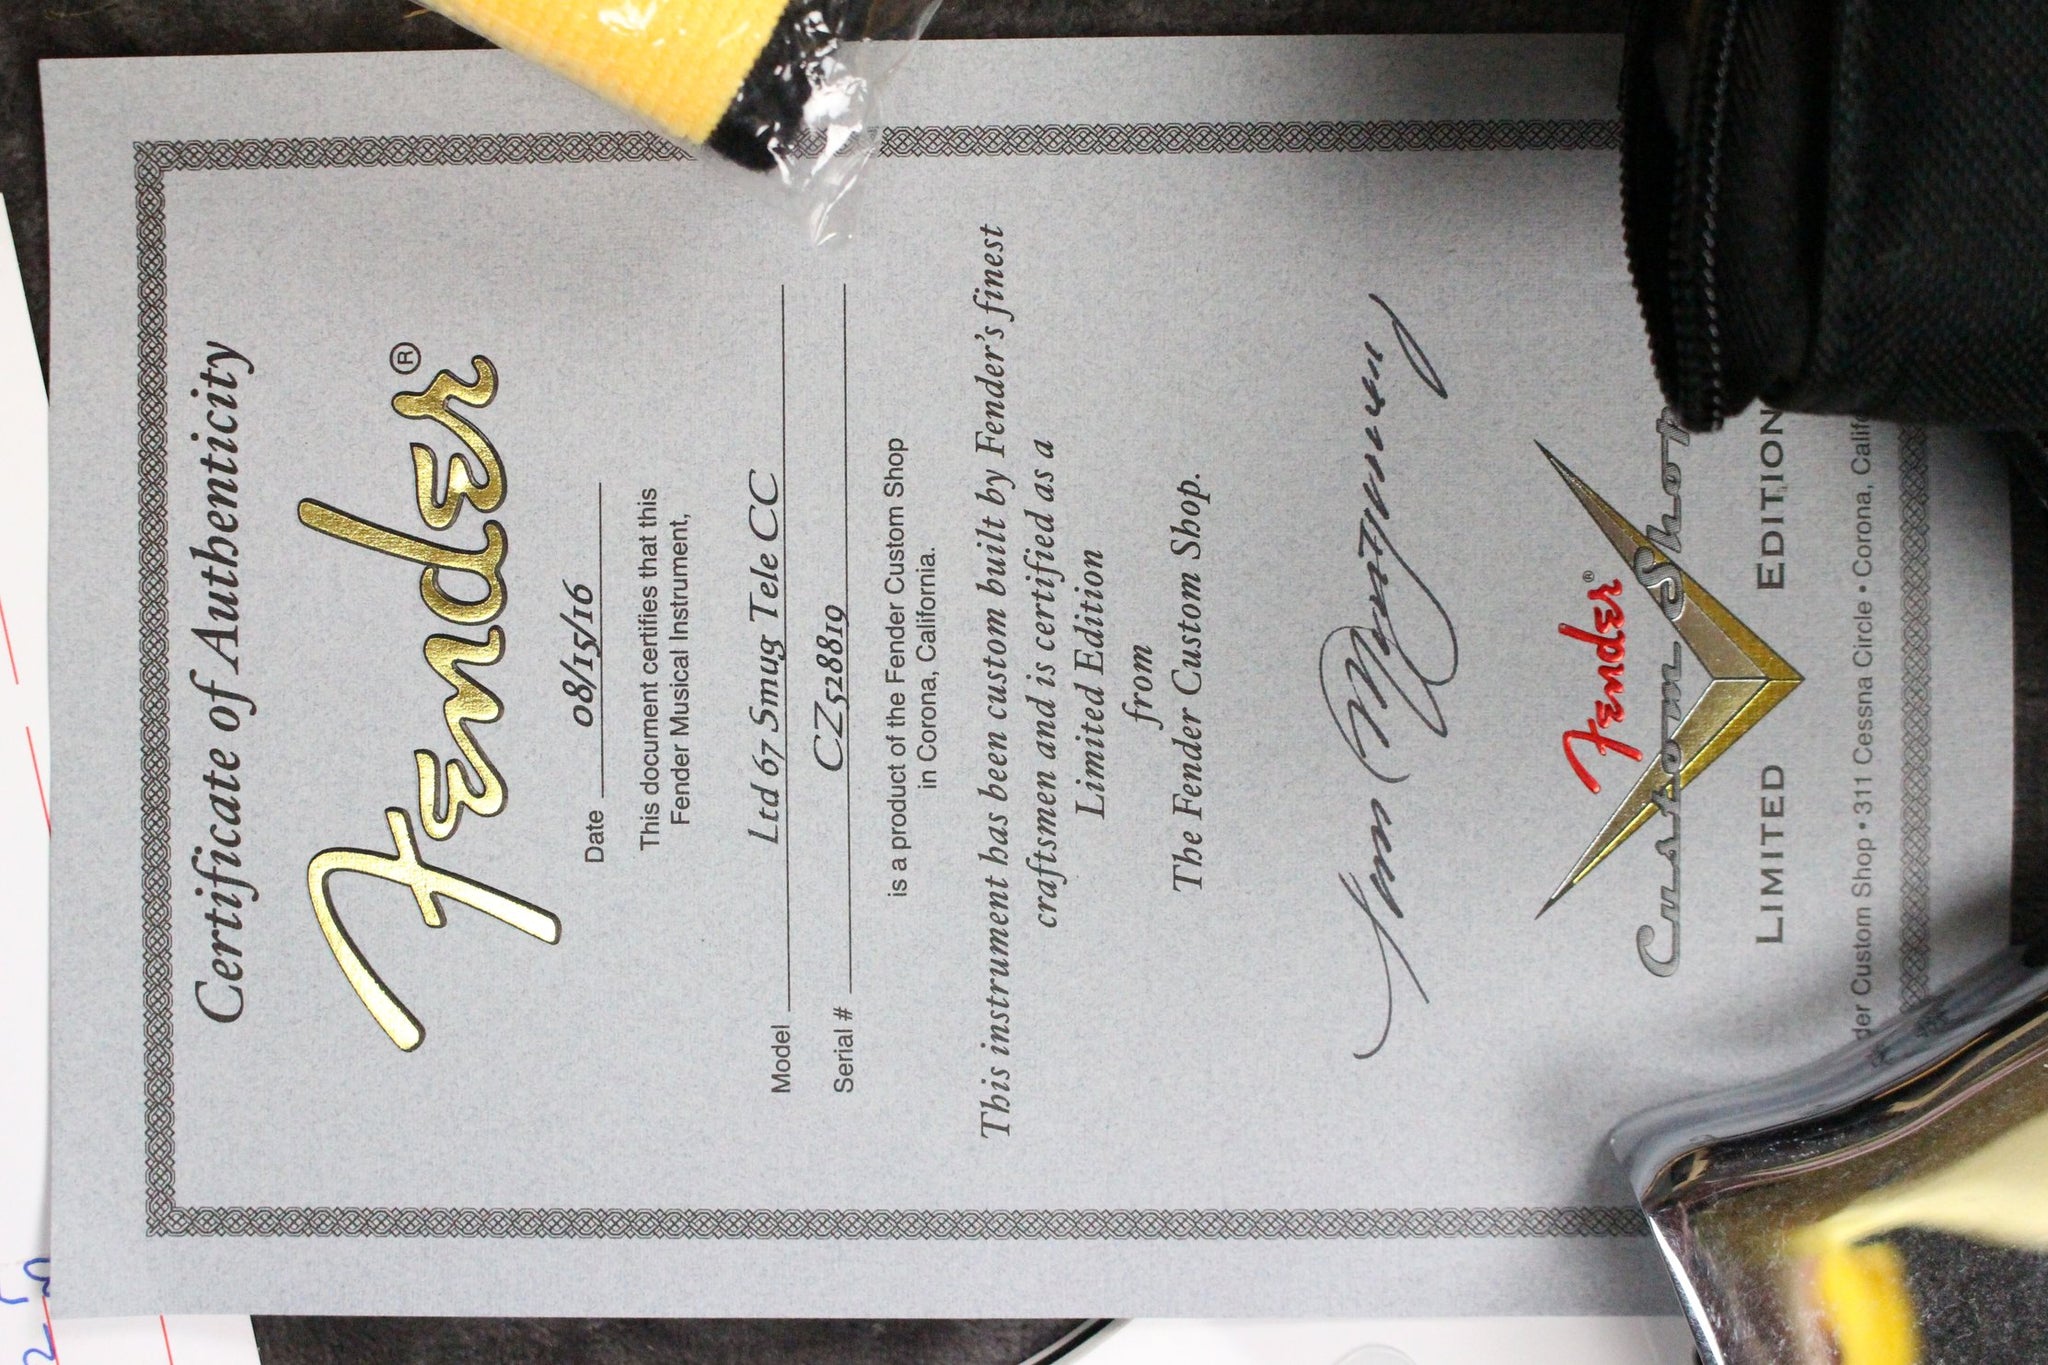 Certificate of Authenticity
Fender®
Date 08/15/16
This document certifies that this
Fender Musical Instrument,
Model Ltd 67 Smug Tele CC
Serial # CZ528819
is a product of the Fender Custom Shop
in Corona, California.
This instrument has been custom built by Fender's finest
craftsmen and is certified as a
Limited Edition
from
The Fender Custom Shop.
Fender®
Custom Shop
LIMITED EDITION
der Custom Shop • 311 Cessna Circle • Corona, Calif